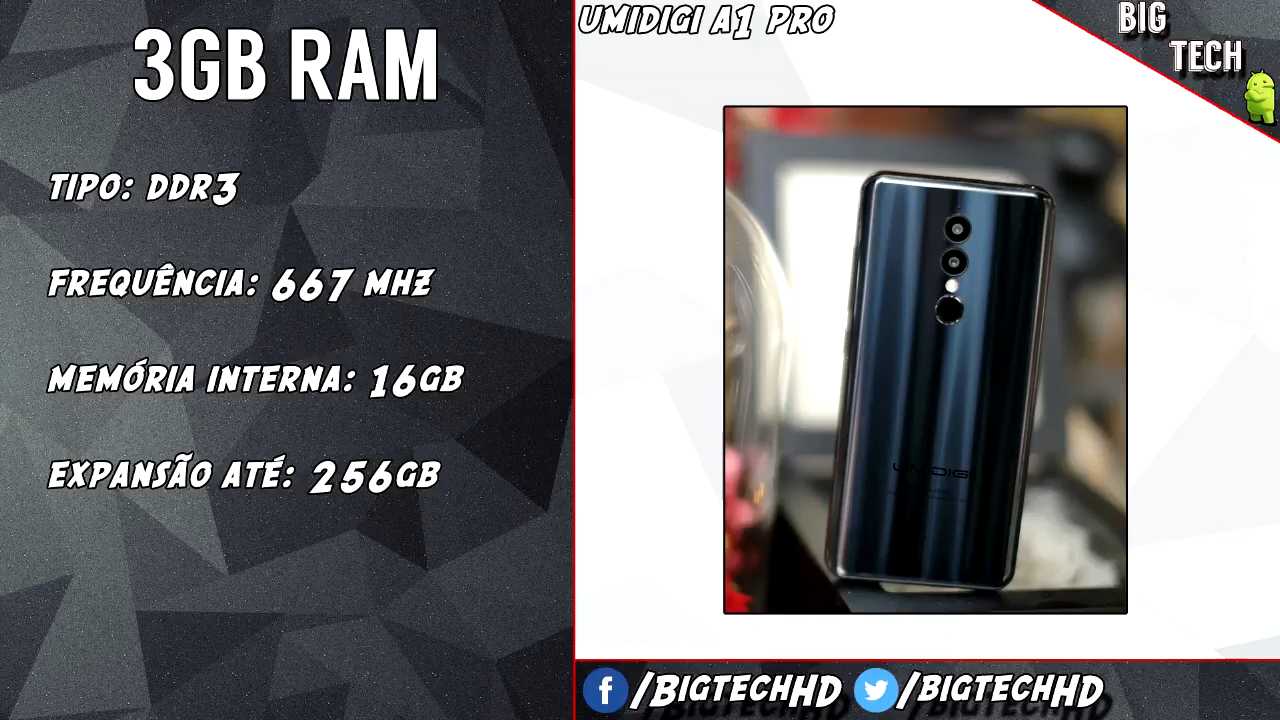 3GB RAM
TIPO: DDR3
FREQUÊNCIA: 667 MHZ
MEMÓRIA INTERNA: 16GB
EXPANSÃO ATÉ: 256GB
UMIDIGI A1 PRO
BIG
TECH
UMIDIGI
/BIGTECHHD /BIGTECHHD